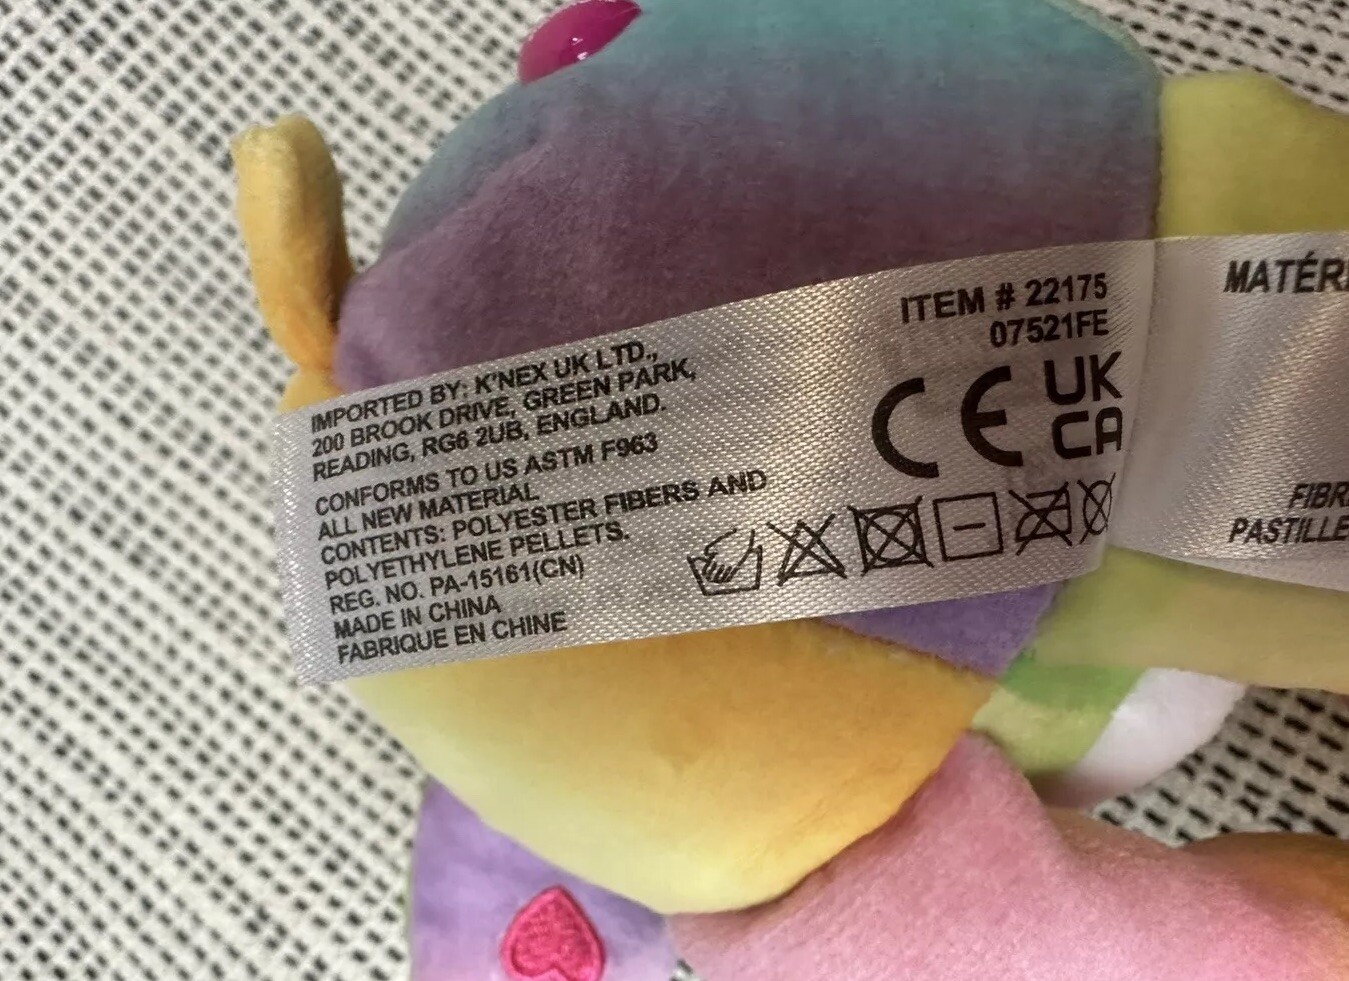 IMPORTED BY: K'NEX UK LTD.,
200 BROOK DRIVE, GREEN PARK,
READING, RG6 2UB, ENGLAND.
CONFORMS TO US ASTM F963
ALL NEW MATERIAL
CONTENTS: POLYESTER FIBERS AND
POLYETHYLENE PELLETS.
REG. NO. PA-15161(CN)
MADE IN CHINA
FABRIQUE EN CHINE
ITEM # 22175
07521FE
CE UK
CA
MATÉRI
FIBR
PASTILLE